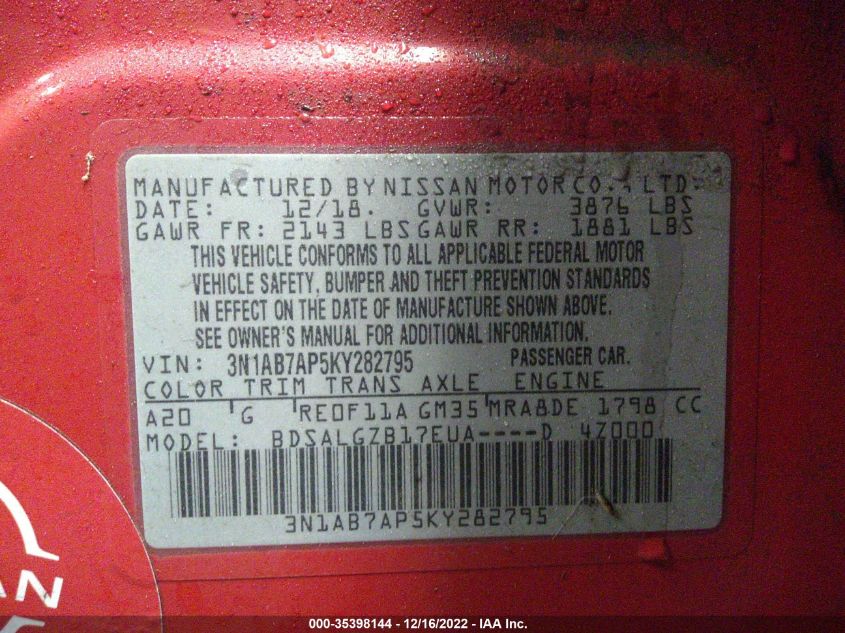 MANUFACTURED BY NISSAN MOTOR CO., LTD.
DATE: 12/18. GVWR: 3876 LBS
GAWR FR: 2143 LBS GAWR RR: 1881 LBS
THIS VEHICLE CONFORMS TO ALL APPLICABLE FEDERAL MOTOR
VEHICLE SAFETY, BUMPER AND THEFT PREVENTION STANDARDS
IN EFFECT ON THE DATE OF MANUFACTURE SHOWN ABOVE.
SEE OWNER'S MANUAL FOR ADDITIONAL INFORMATION.
VIN: 3N1AB7AP5KY282795 PASSENGER CAR.
COLOR TRIM TRANS AXLE ENGINE
A20 G RE0F11A GM35 MRA8DE 1798 CC
MODEL: BDSALGZB17EUA----D 4Z000
3N1AB7AP5KY282795
AN
000-35398144 - 12/16/2022 - IAA Inc.